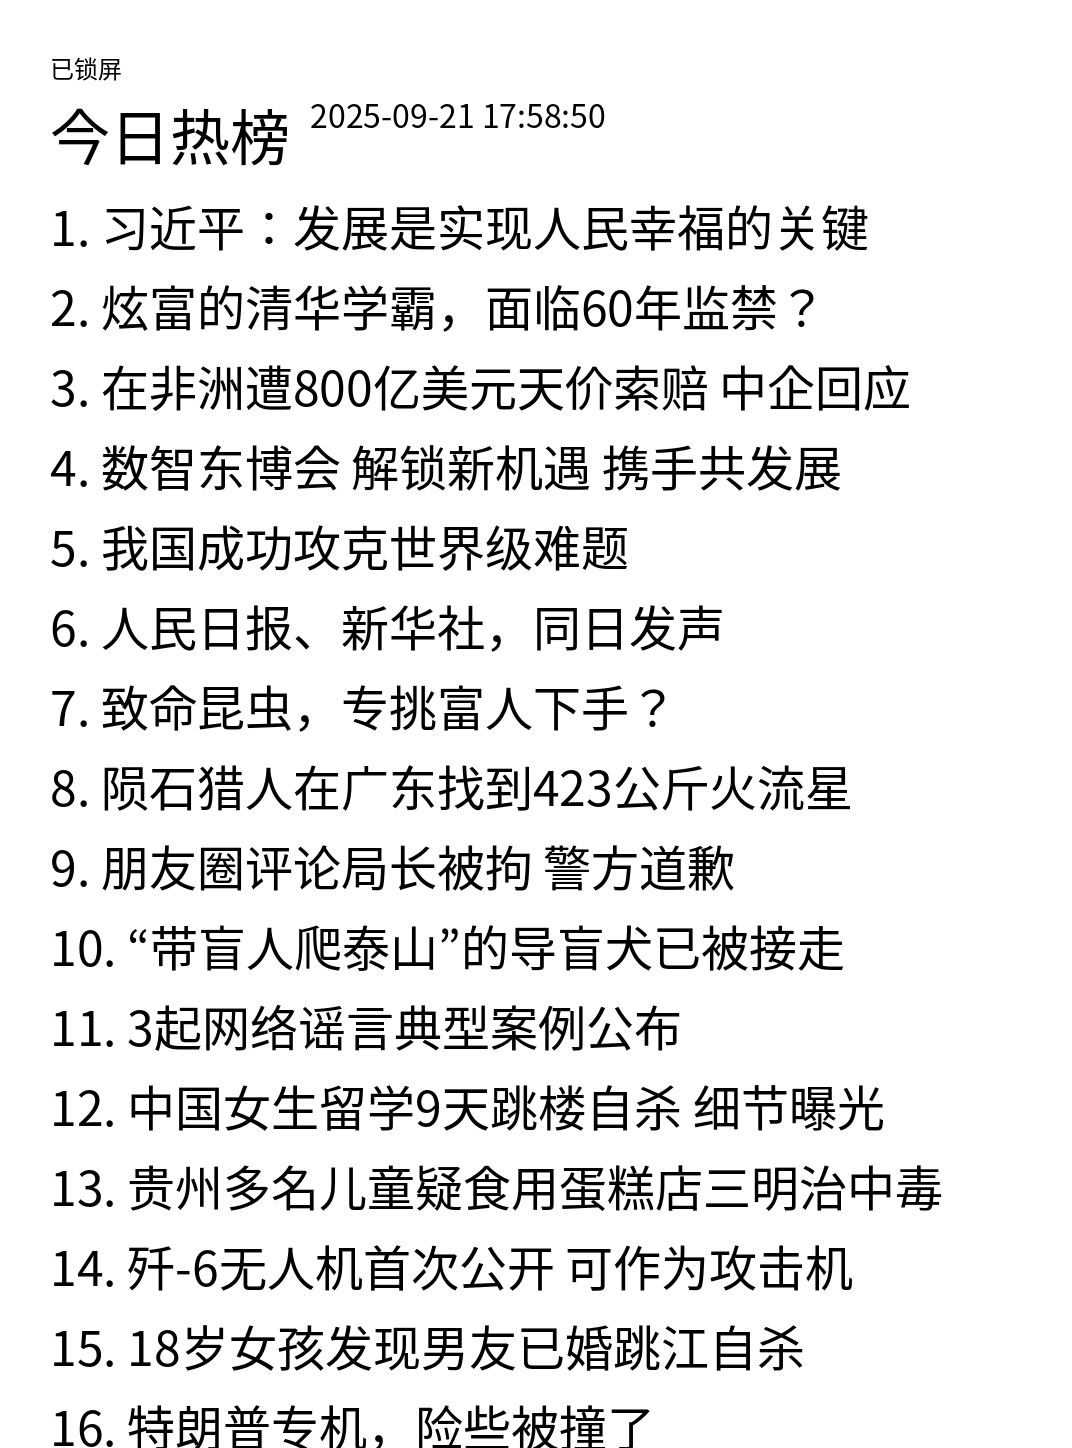 已锁屏
今日热榜 2025-09-21 17:58:50
1. 习近平：发展是实现人民幸福的关键
2. 炫富的清华学霸，面临60年监禁？
3. 在非洲遭800亿美元天价索赔 中企回应
4. 数智东博会 解锁新机遇 携手共发展
5. 我国成功攻克世界级难题
6. 人民日报、新华社，同日发声
7. 致命昆虫，专挑富人下手？
8. 陨石猎人在广东找到423公斤火流星
9. 朋友圈评论局长被拘 警方道歉
10. “带盲人爬泰山”的导盲犬已被接走
11. 3起网络谣言典型案例公布
12. 中国女生留学9天跳楼自杀 细节曝光
13. 贵州多名儿童疑食用蛋糕店三明治中毒
14. 歼-6无人机首次公开 可作为攻击机
15. 18岁女孩发现男友已婚跳江自杀
16. 特朗普专机，险些被撞了